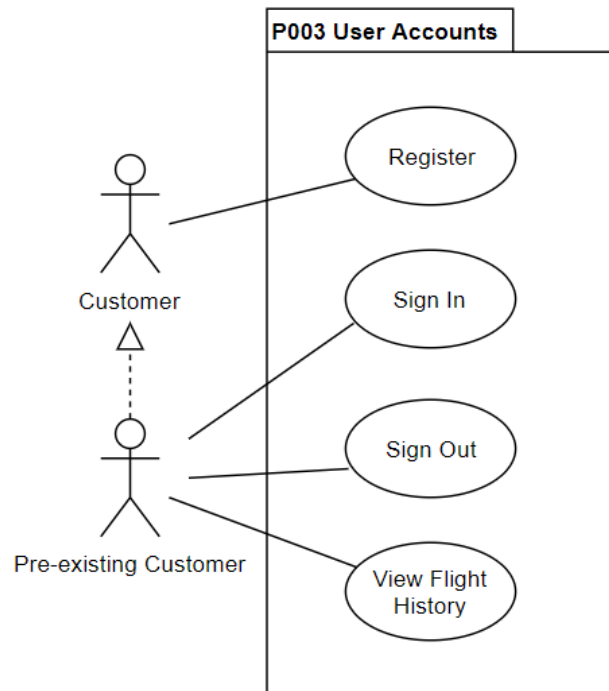 P003 User Accounts
Register
Customer
Sign In
Sign Out
Pre-existing Customer
View Flight
History